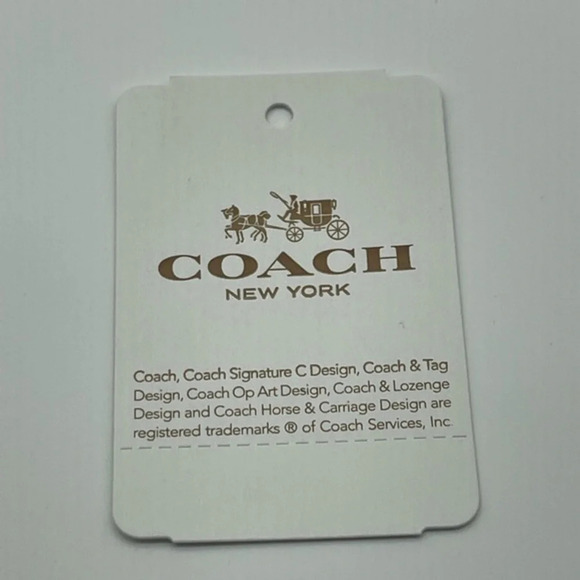 COACH
NEW YORK
Coach, Coach Signature C Design, Coach & Tag
Design, Coach Op Art Design, Coach & Lozenge
Design and Coach Horse & Carriage Design are
registered trademarks ® of Coach Services, Inc.